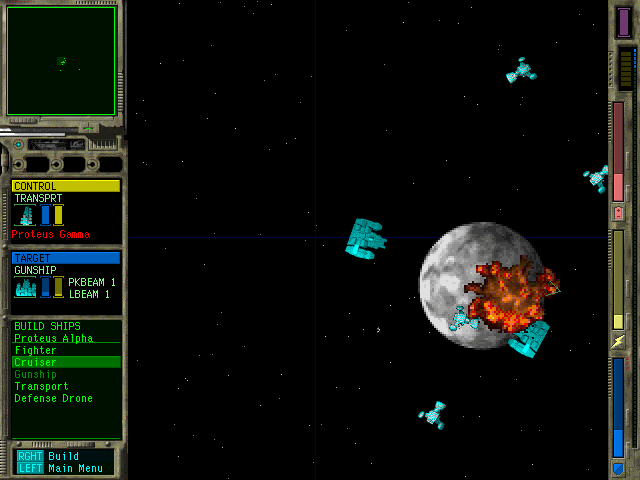 CONTROL
TRANSPRT
Proteus Gamma
TARGET
GUNSHIP
PKBEAM 1
LBEAM 1
BUILD SHIPS
Proteus Alpha
Fighter
Cruiser
Gunship
Transport
Defense Drone
RGHT Build
LEFT Main Menu